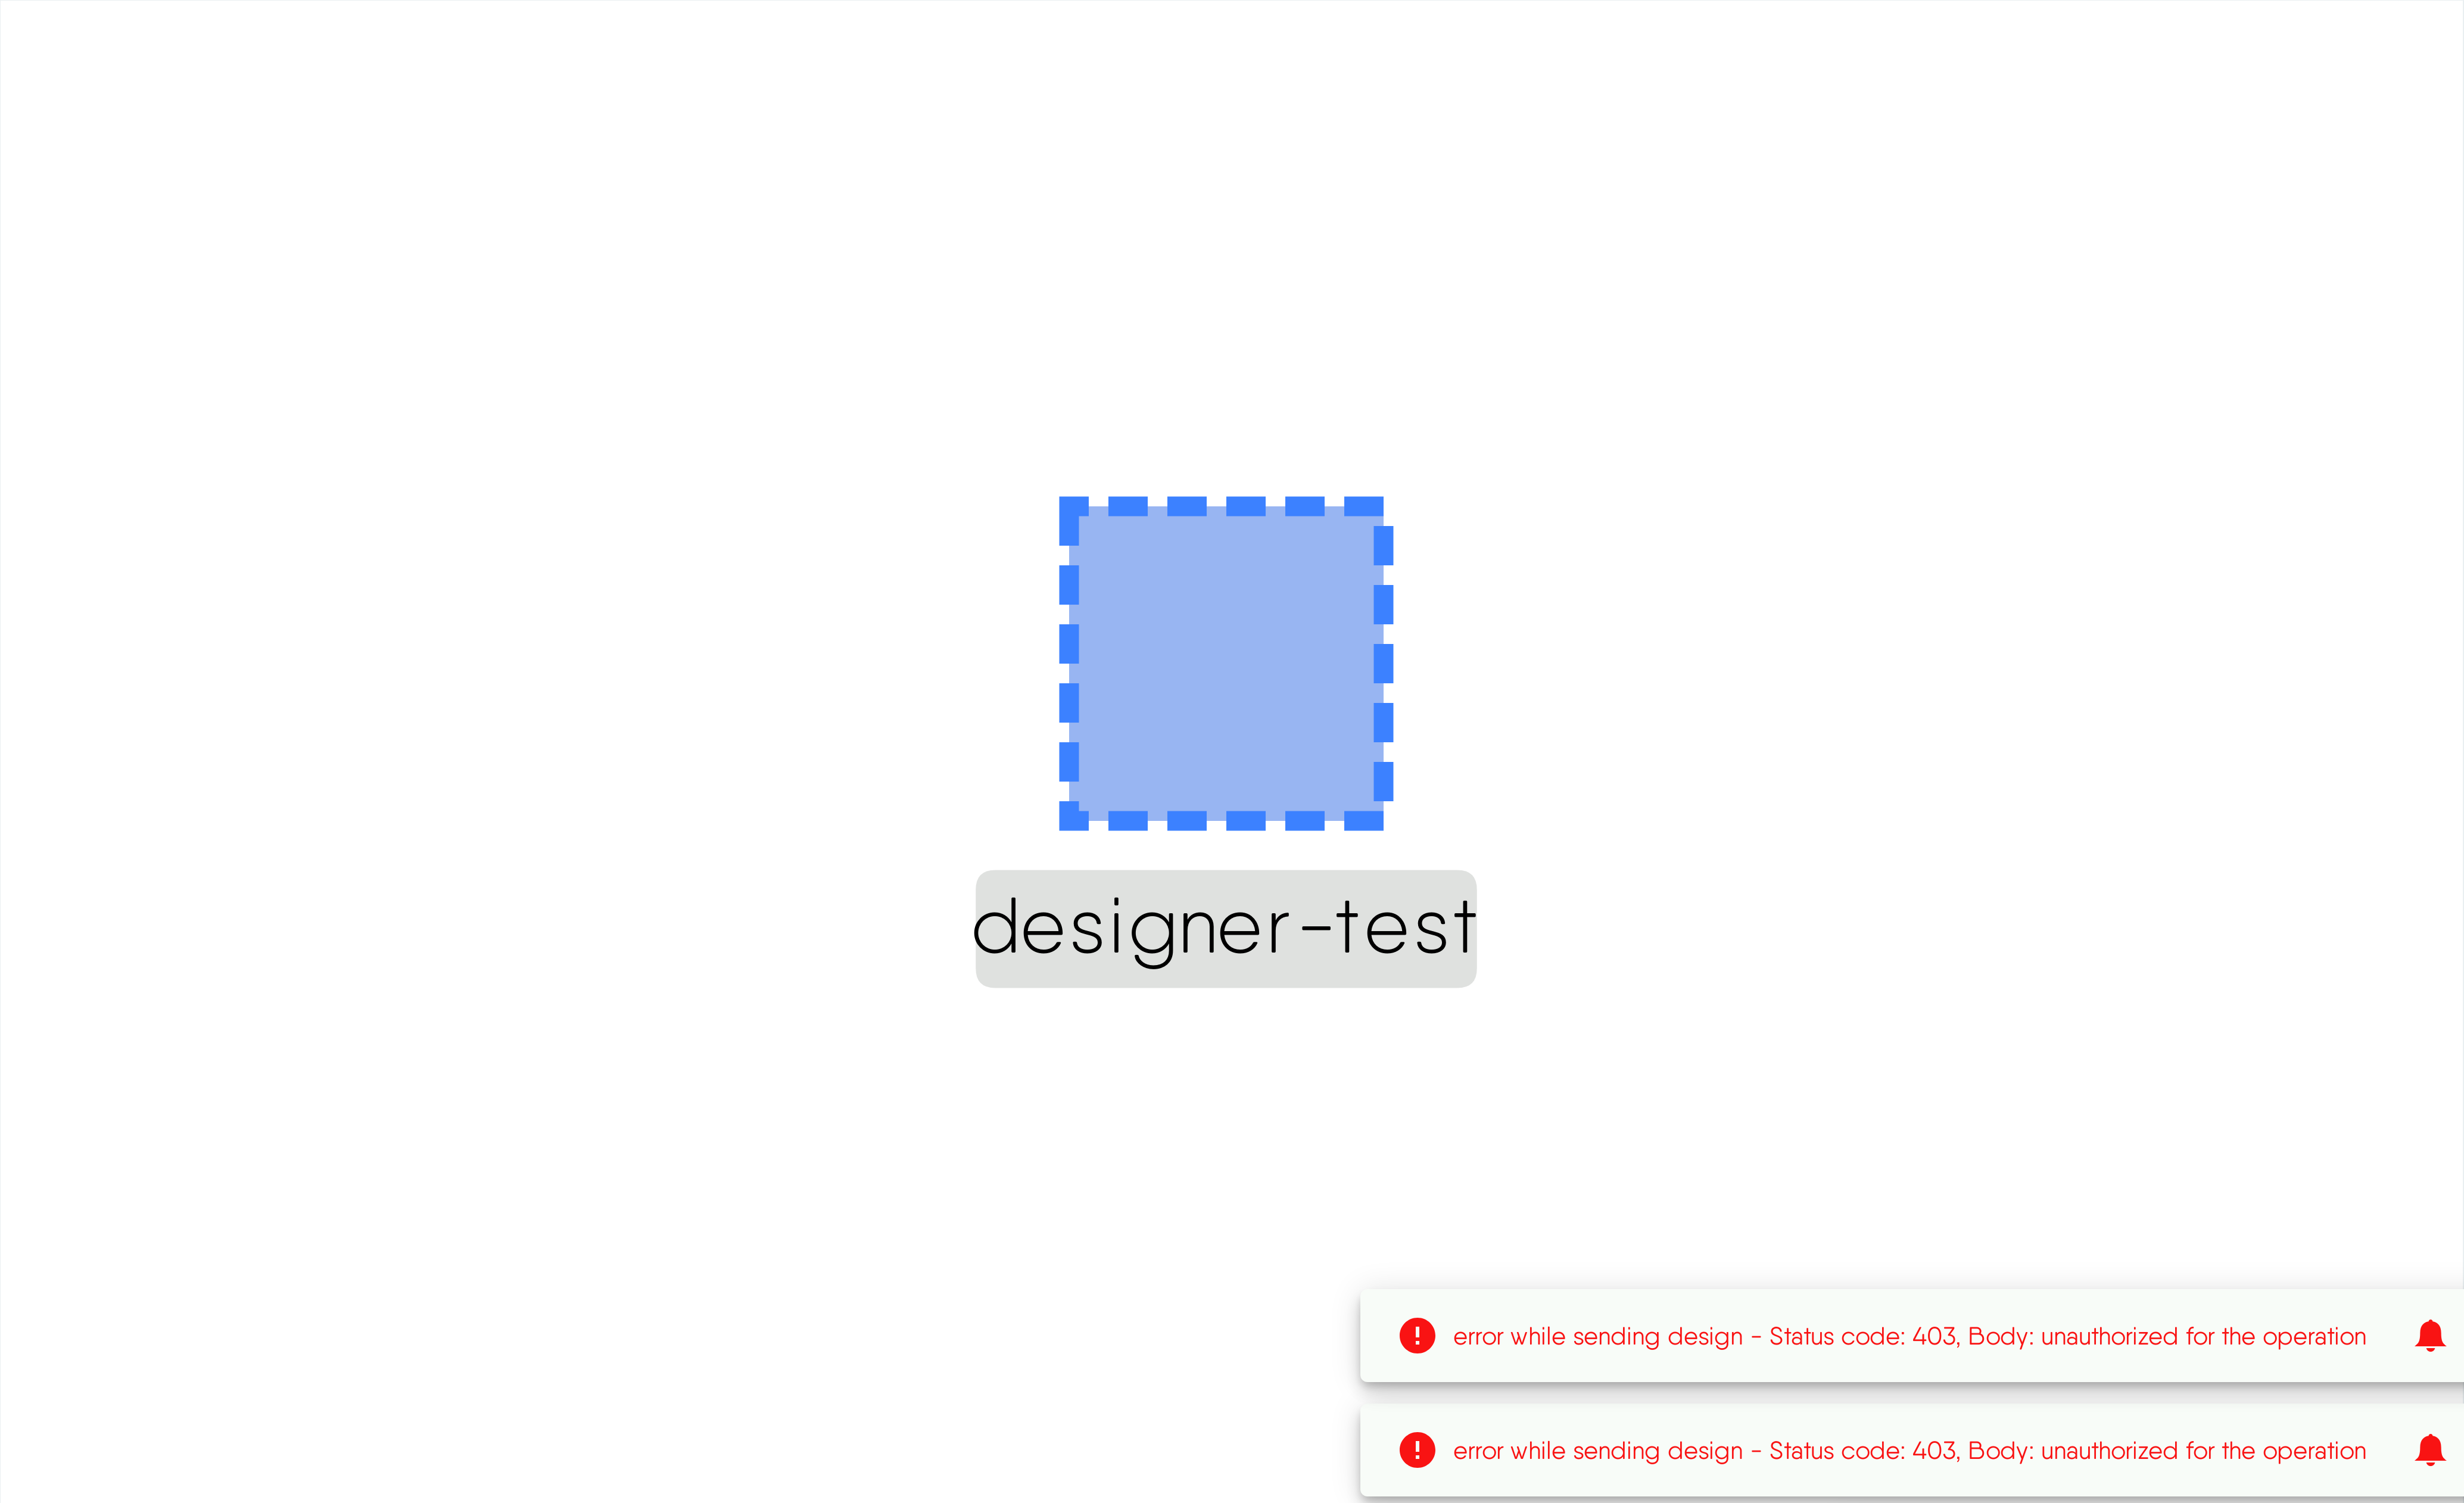 designer-test
error while sending design - Status code: 403, Body: unauthorized for the operation
error while sending design - Status code: 403, Body: unauthorized for the operation